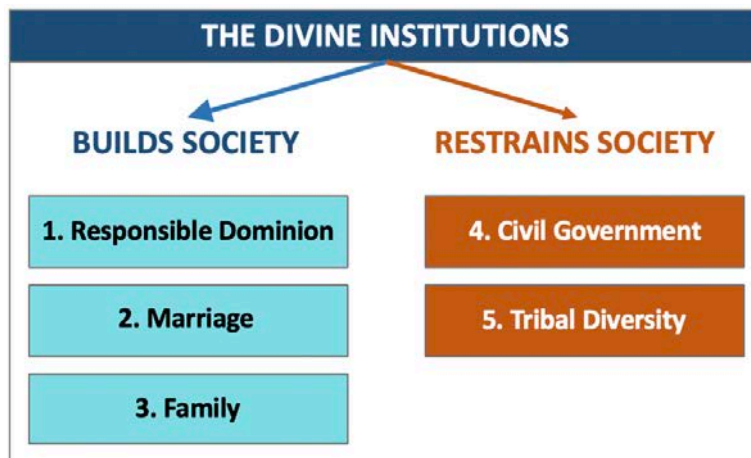 THE DIVINE INSTITUTIONS
BUILDS SOCIETY
1. Responsible Dominion
2. Marriage
3. Family
RESTRAINS SOCIETY
4. Civil Government
5. Tribal Diversity